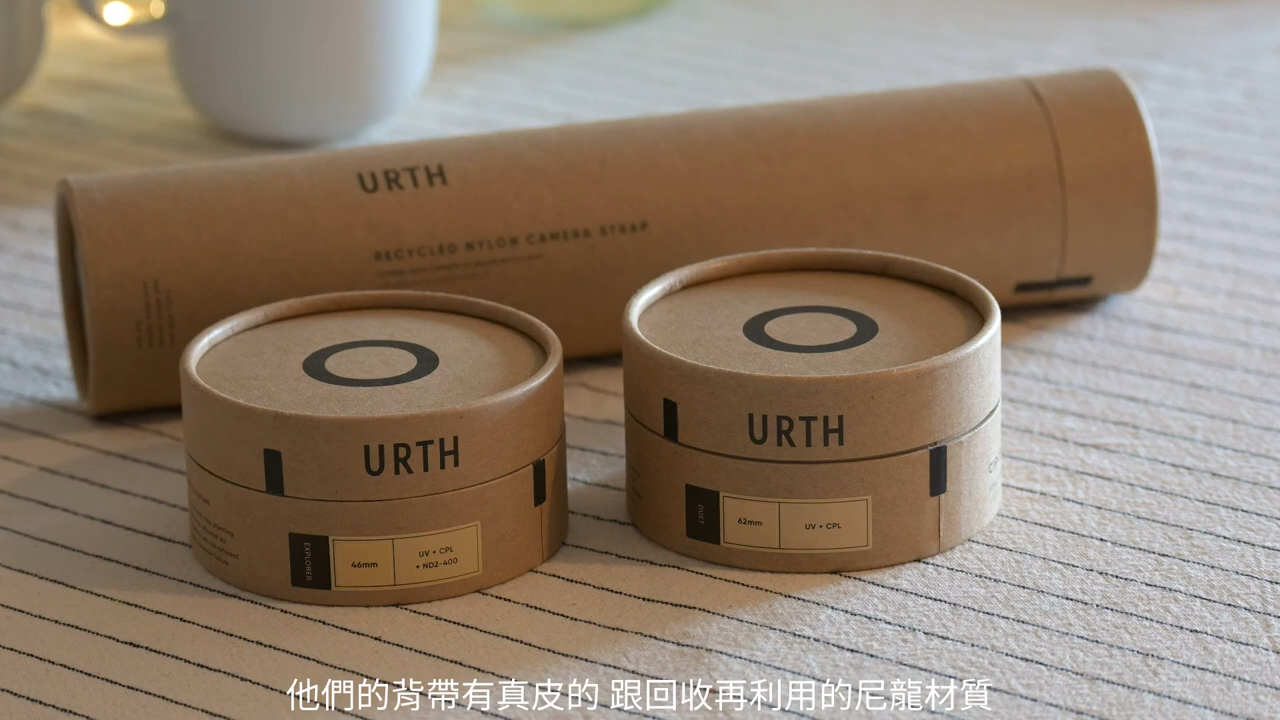 URTH
RECYCLED NYLON CAMERA STRAP
URTH
EXPLORER
46mm
UV + CPL
+ ND2-400
URTH
DUET
62mm
UV + CPL
他們的背帶有真皮的 跟回收再利用的尼龍材質